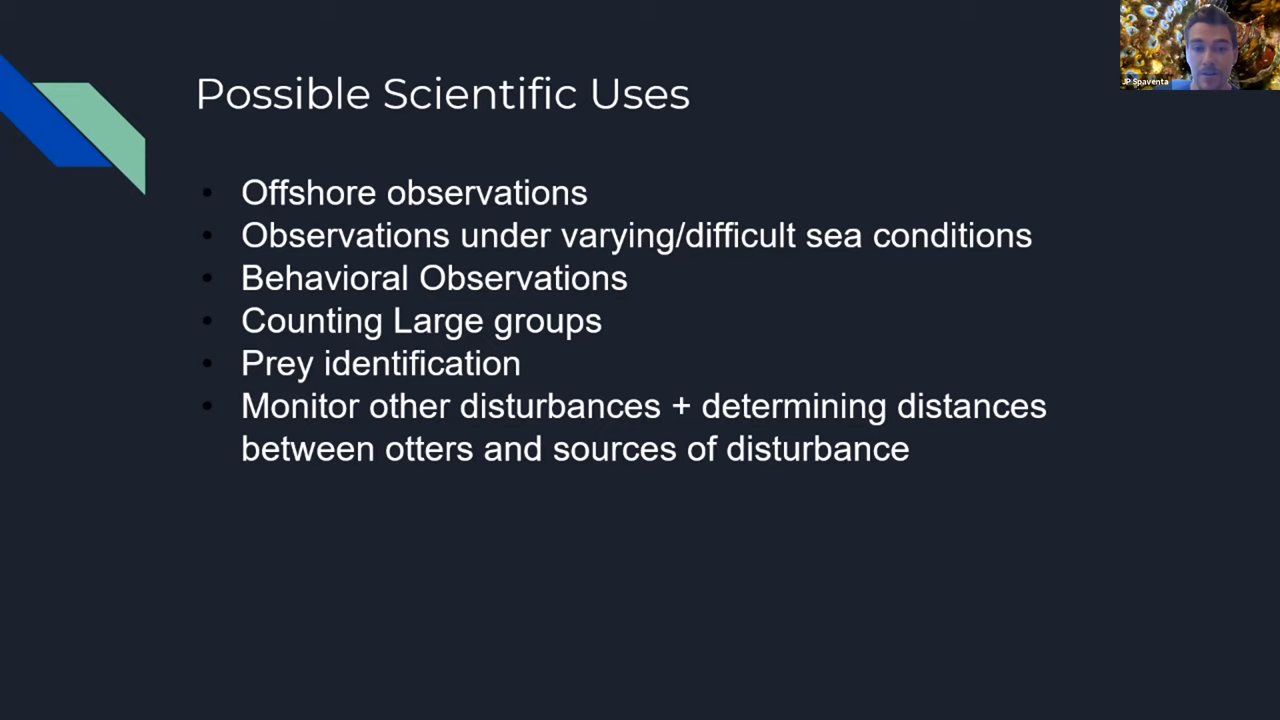 JP Spaventa
Possible Scientific Uses
• Offshore observations
• Observations under varying/difficult sea conditions
• Behavioral Observations
• Counting Large groups
• Prey identification
• Monitor other disturbances + determining distances
between otters and sources of disturbance